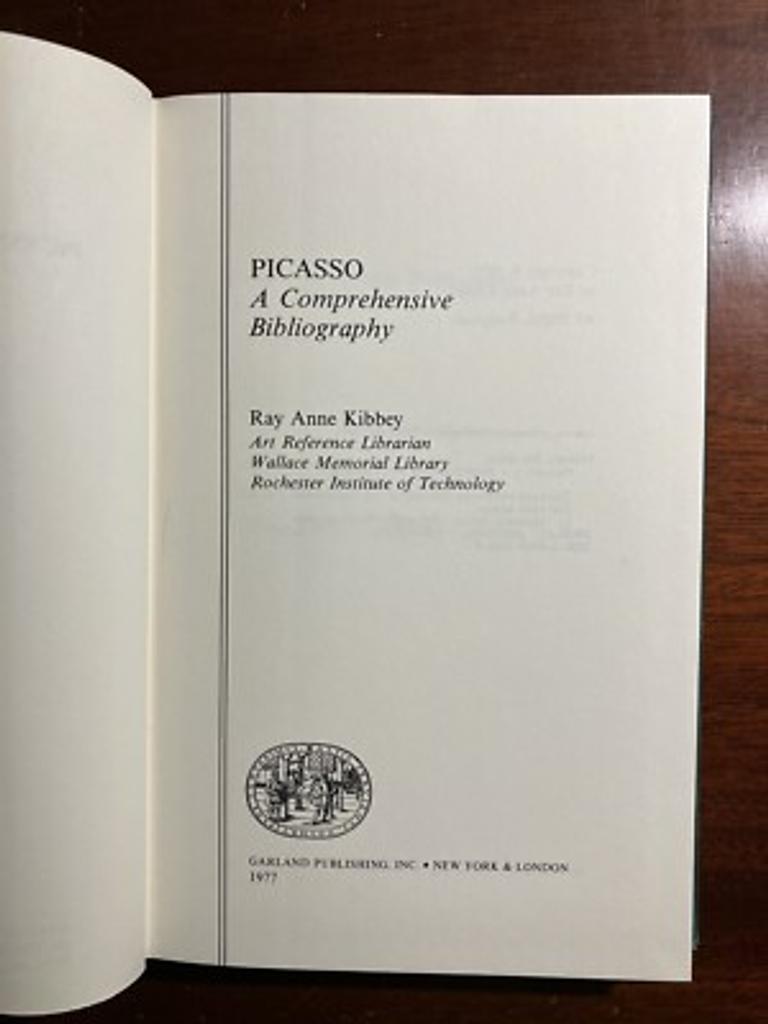 PICASSO
A Comprehensive
Bibliography
Ray Anne Kibbey
Art Reference Librarian
Wallace Memorial Library
Rochester Institute of Technology
GARLAND PUBLISHING, INC. • NEW YORK & LONDON
1977